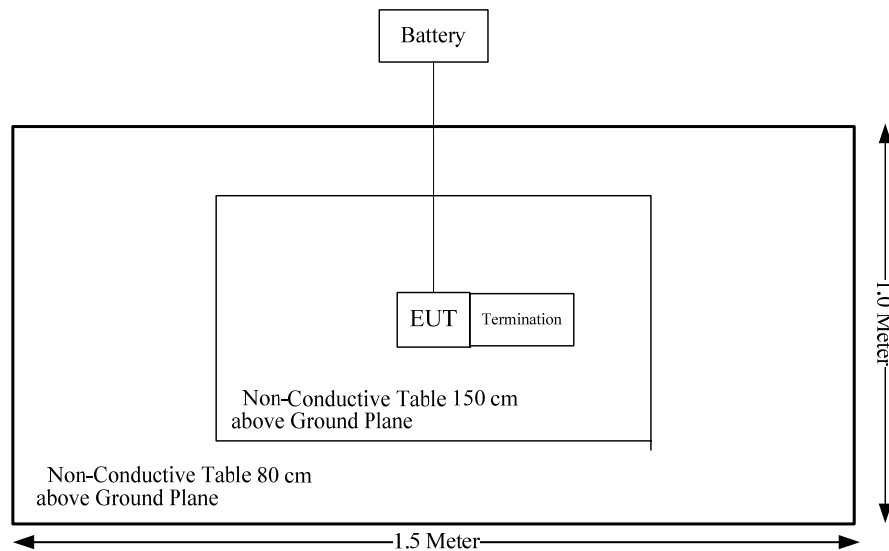 Battery
EUT
Termination
Non-Conductive Table 150 cm
above Ground Plane
Non-Conductive Table 80 cm
above Ground Plane
1.0 Meter
1.5 Meter